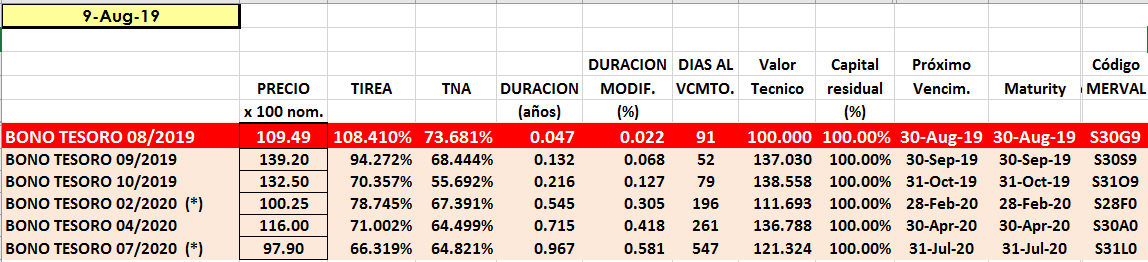 9-Aug-19
DURACION DIAS AL Valor Capital Próximo Código
PRECIO TIREA TNA DURACION MODIF. VCMTO. Tecnico residual Vencim. Maturity MERVAL
x 100 nom. (años) (%) (%)
BONO TESORO 08/2019 109.49 108.410% 73.681% 0.047 0.022 91 100.000 100.00% 30-Aug-19 30-Aug-19 S30G9
BONO TESORO 09/2019 139.20 94.272% 68.444% 0.132 0.068 52 137.030 100.00% 30-Sep-19 30-Sep-19 S30S9
BONO TESORO 10/2019 132.50 70.357% 55.692% 0.216 0.127 79 138.558 100.00% 31-Oct-19 31-Oct-19 S31O9
BONO TESORO 02/2020 (*) 100.25 78.745% 67.391% 0.545 0.305 196 111.693 100.00% 28-Feb-20 28-Feb-20 S28F0
BONO TESORO 04/2020 116.00 71.002% 64.499% 0.715 0.418 261 136.788 100.00% 30-Apr-20 30-Apr-20 S30A0
BONO TESORO 07/2020 (*) 97.90 66.319% 64.821% 0.967 0.581 547 121.324 100.00% 31-Jul-20 31-Jul-20 S31L0